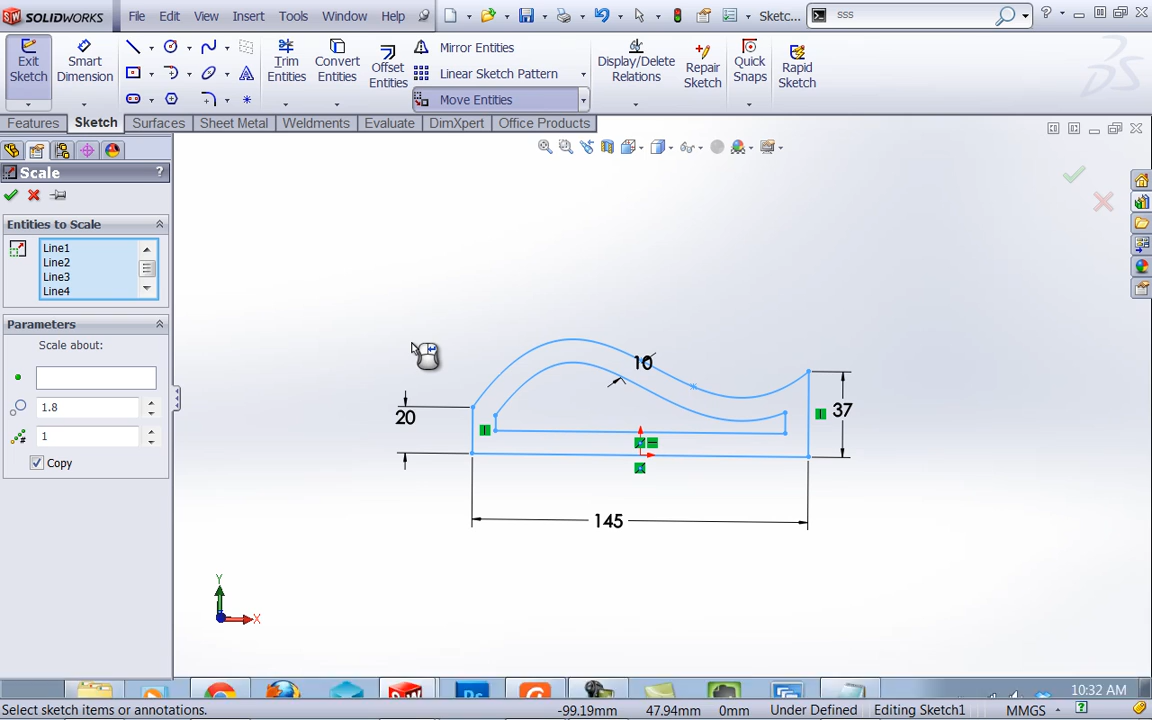 SOLIDWORKS File Edit View Insert Tools Window Help Sketc... sss
Exit Sketch
Smart Dimension
Trim Entities
Convert Entities
Offset Entities
Mirror Entities
Linear Sketch Pattern
Move Entities
Display/Delete Relations
Repair Sketch
Quick Snaps
Rapid Sketch
Features Sketch Surfaces Sheet Metal Weldments Evaluate DimXpert Office Products
Scale ?
Entities to Scale
Line1
Line2
Line3
Line4
Parameters
Scale about:
1.8
1
Copy
10
20
37
145
Y
X
10:32 AM
Select sketch items or annotations. -99.19mm 47.94mm 0mm Under Defined Editing Sketch1 MMGS